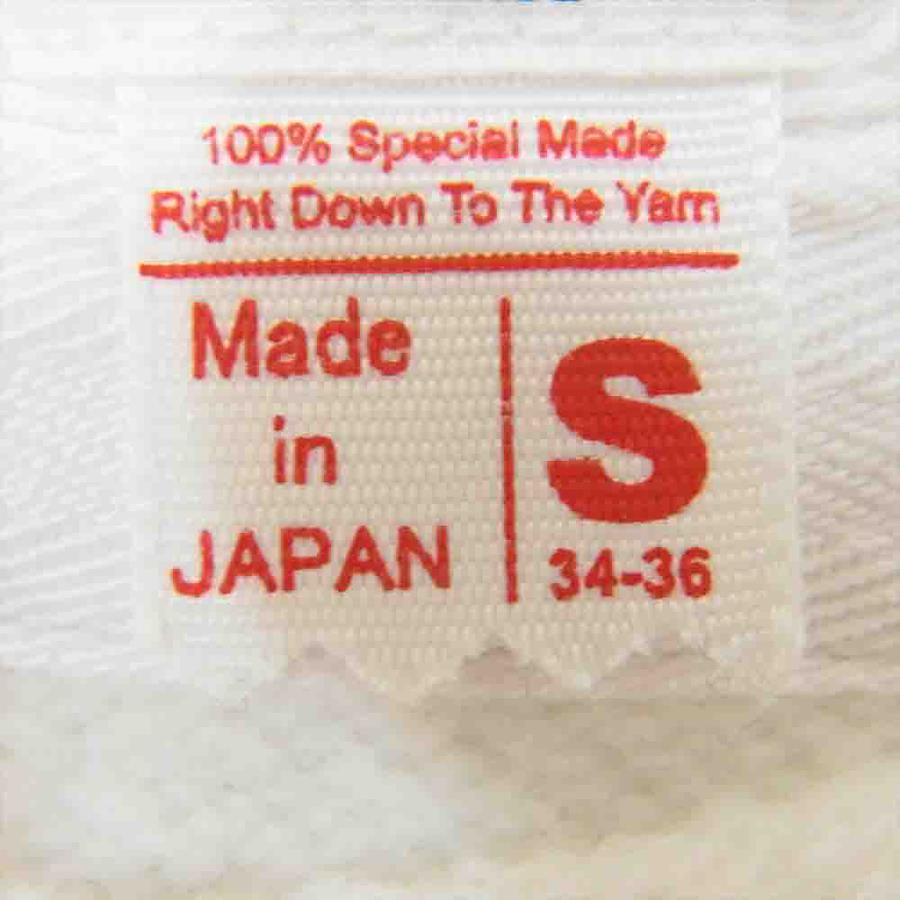 100% Special Made
Right Down To The Yarn
Made
in
JAPAN
S
34-36